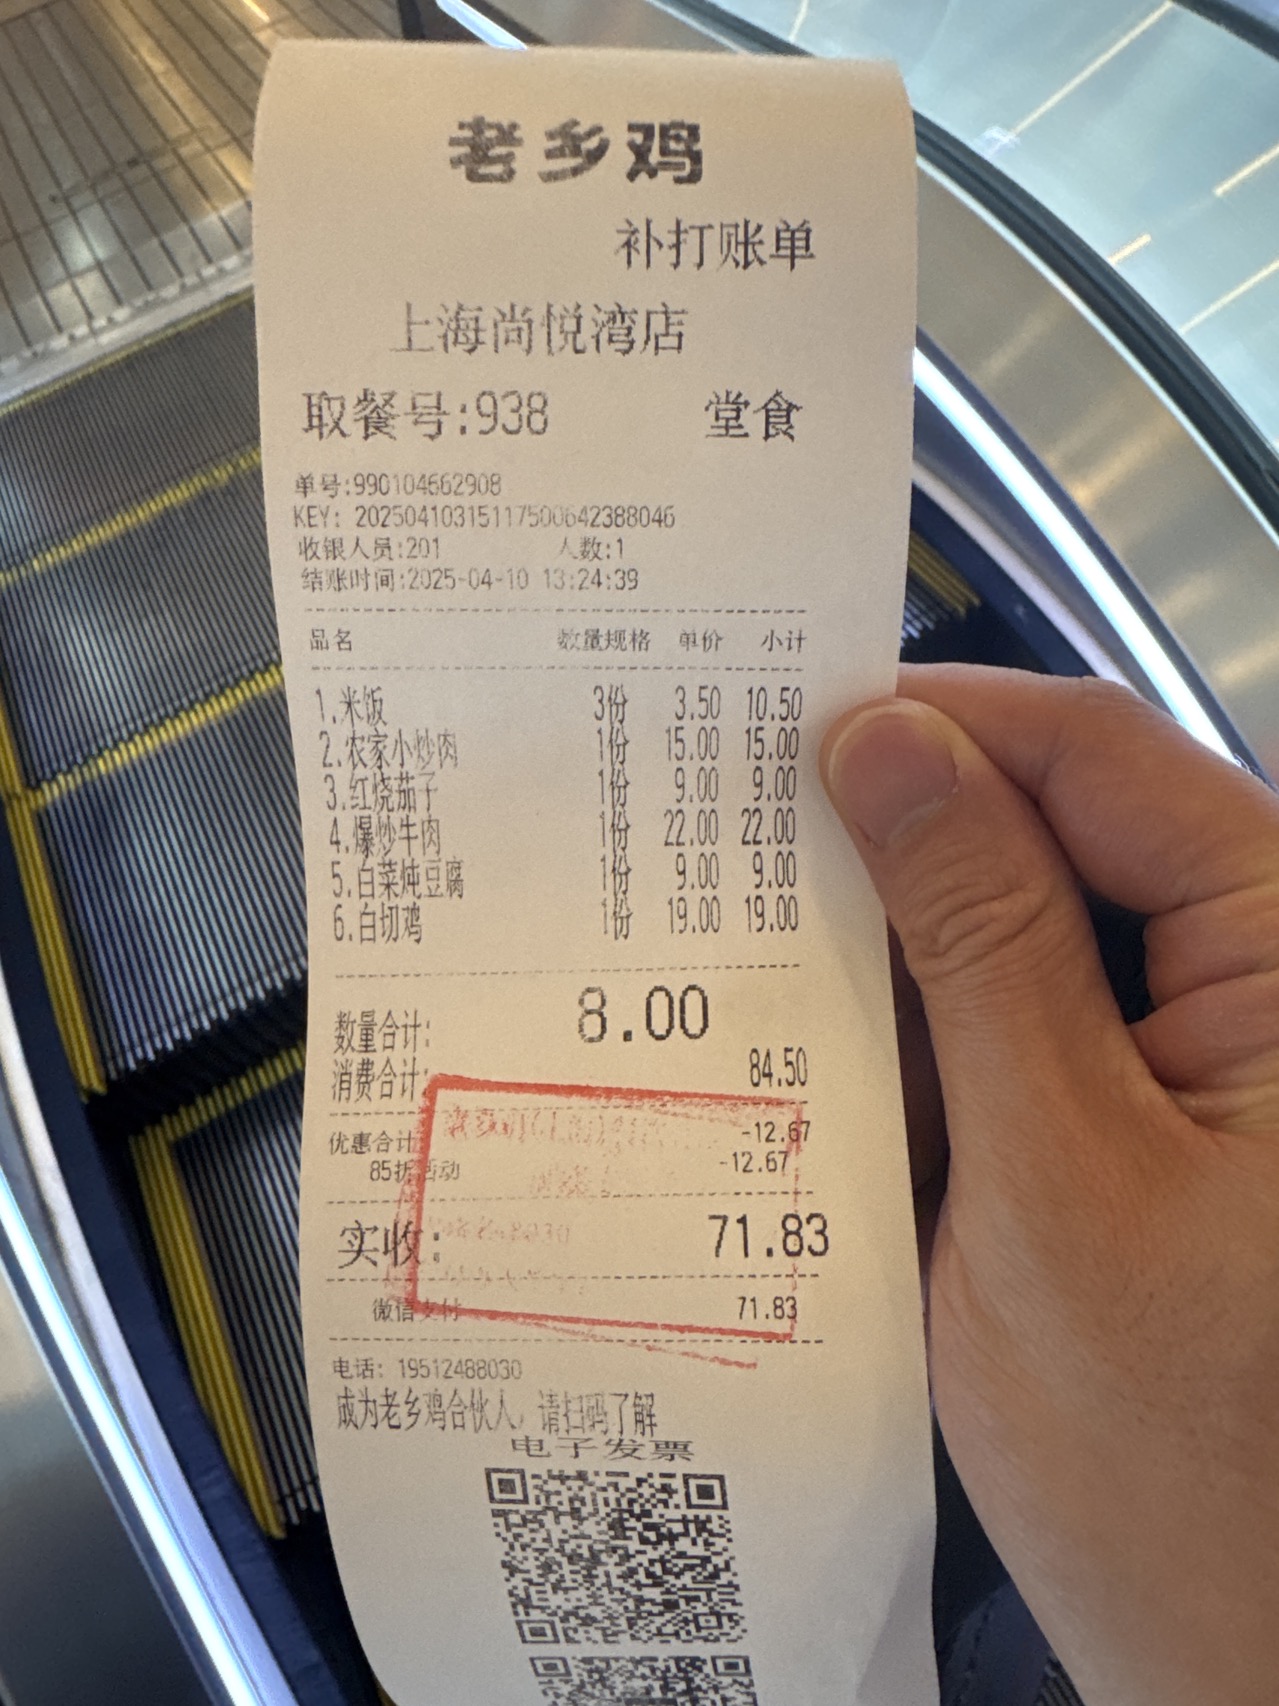 老乡鸡
补打账单
上海尚悦湾店
取餐号:938 堂食
单号:990104662908
KEY: 20250410315117500642388046
收银人员:201 人数:1
结账时间:2025-04-10 13:24:39
品名 数量规格 单价 小计
1.米饭 3份 3.50 10.50
2.农家小炒肉 1份 15.00 15.00
3.红烧茄子 1份 9.00 9.00
4.爆炒牛肉 1份 22.00 22.00
5.白菜炖豆腐 1份 9.00 9.00
6.白切鸡 1份 19.00 19.00
数量合计: 8.00
消费合计: 84.50
优惠合计 -12.67
85折活动 -12.67
实收: 71.83
微信支付 71.83
电话: 19512488030
成为老乡鸡合伙人，请扫码了解
电子发票